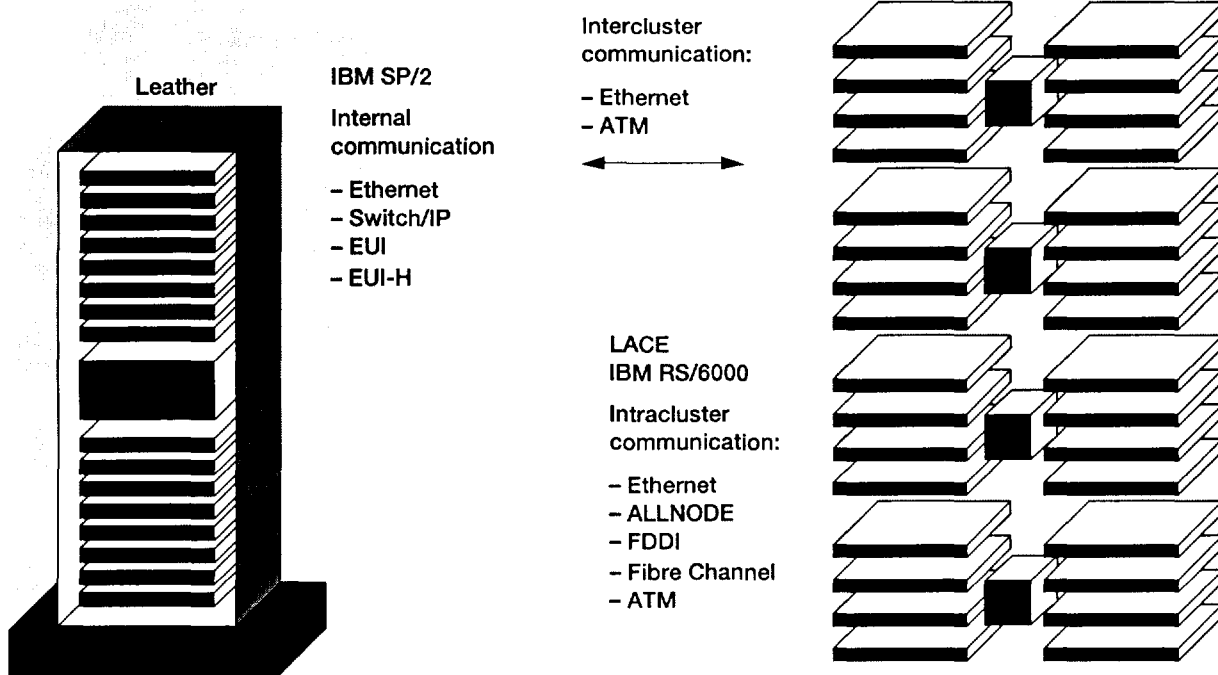 Leather
IBM SP/2
Internal
communication
– Ethernet
– Switch/IP
– EUI
– EUI-H
Intercluster
communication:
– Ethernet
– ATM
LACE
IBM RS/6000
Intracluster
communication:
– Ethernet
– ALLNODE
– FDDI
– Fibre Channel
– ATM